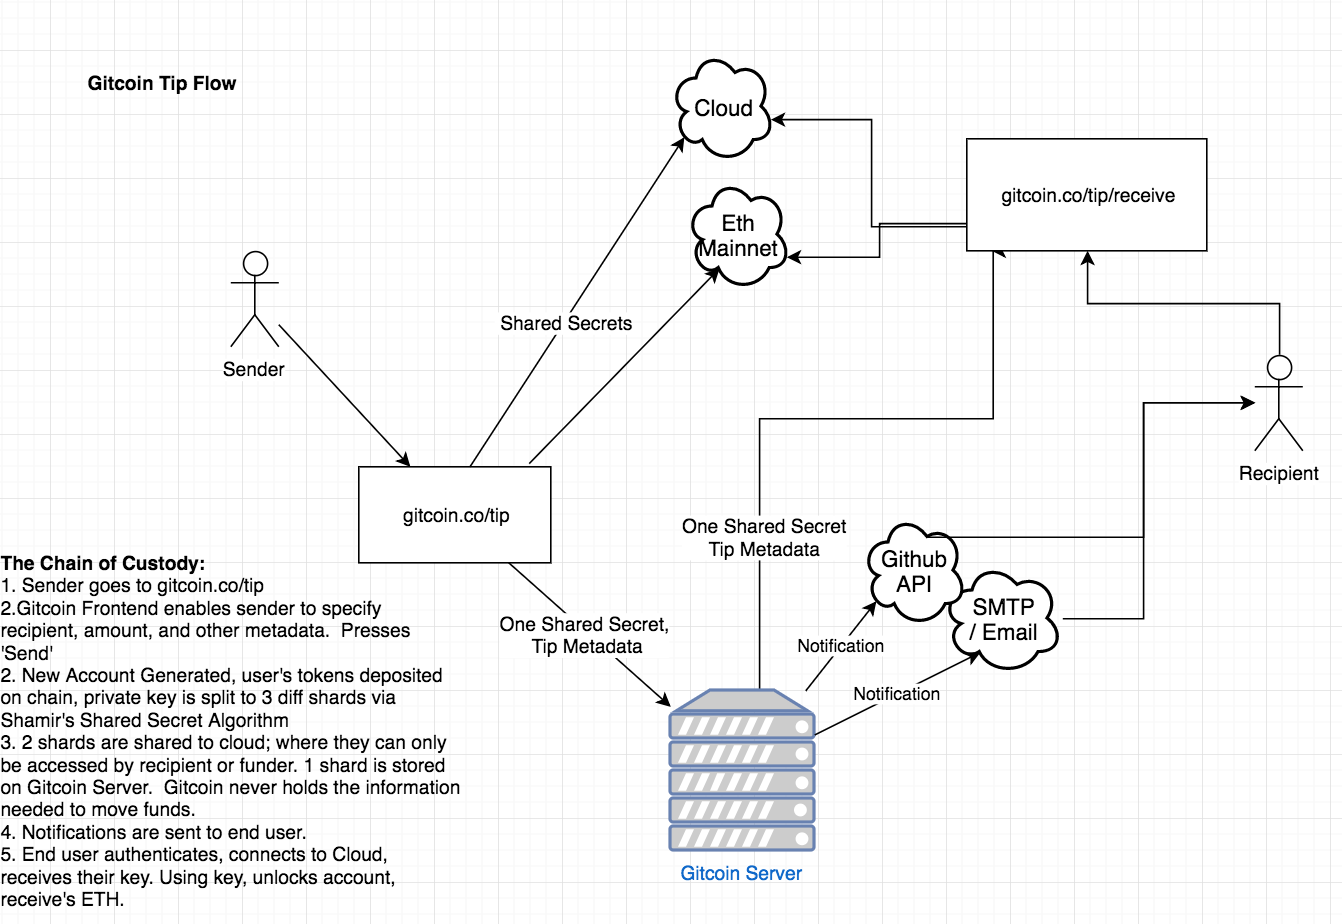 Gitcoin Tip Flow
Cloud
Eth
Mainnet
gitcoin.co/tip/receive
Shared Secrets
Sender
Recipient
gitcoin.co/tip
One Shared Secret
Tip Metadata
Github
API
SMTP
/ Email
One Shared Secret,
Tip Metadata
Notification
Notification
Gitcoin Server
The Chain of Custody:
1. Sender goes to gitcoin.co/tip
2.Gitcoin Frontend enables sender to specify
recipient, amount, and other metadata.  Presses
'Send'
2. New Account Generated, user's tokens deposited
on chain, private key is split to 3 diff shards via
Shamir's Shared Secret Algorithm
3. 2 shards are shared to cloud; where they can only
be accessed by recipient or funder. 1 shard is stored
on Gitcoin Server.  Gitcoin never holds the information
needed to move funds.
4. Notifications are sent to end user.
5. End user authenticates, connects to Cloud,
receives their key. Using key, unlocks account,
receive's ETH.